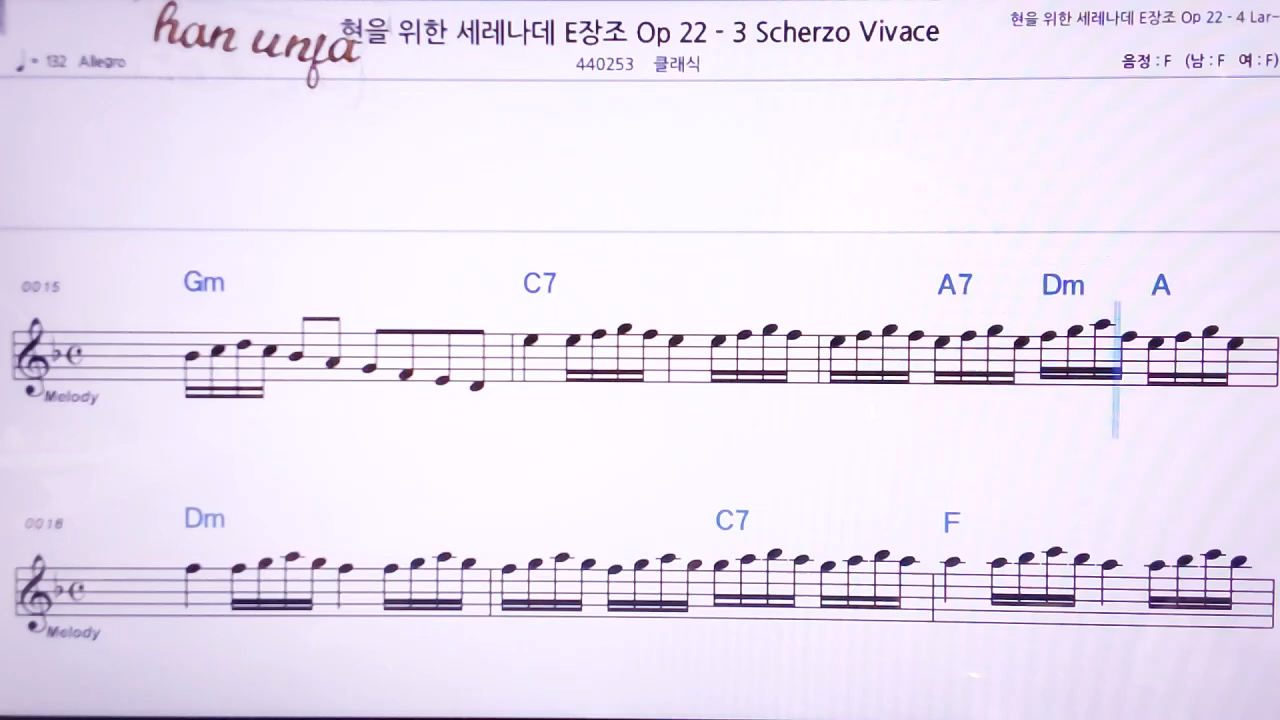 han unfa
현을 위한 세레나데 E장조 Op 22 - 3 Scherzo Vivace
현을 위한 세레나데 E장조 Op 22 - 4 Lar-
♩ = 132 Allegro
440253 클래식
음정 : F (남 : F 여 : F)
0015
Gm C7 A7 Dm A
Melody
0018
Dm C7 F
Melody